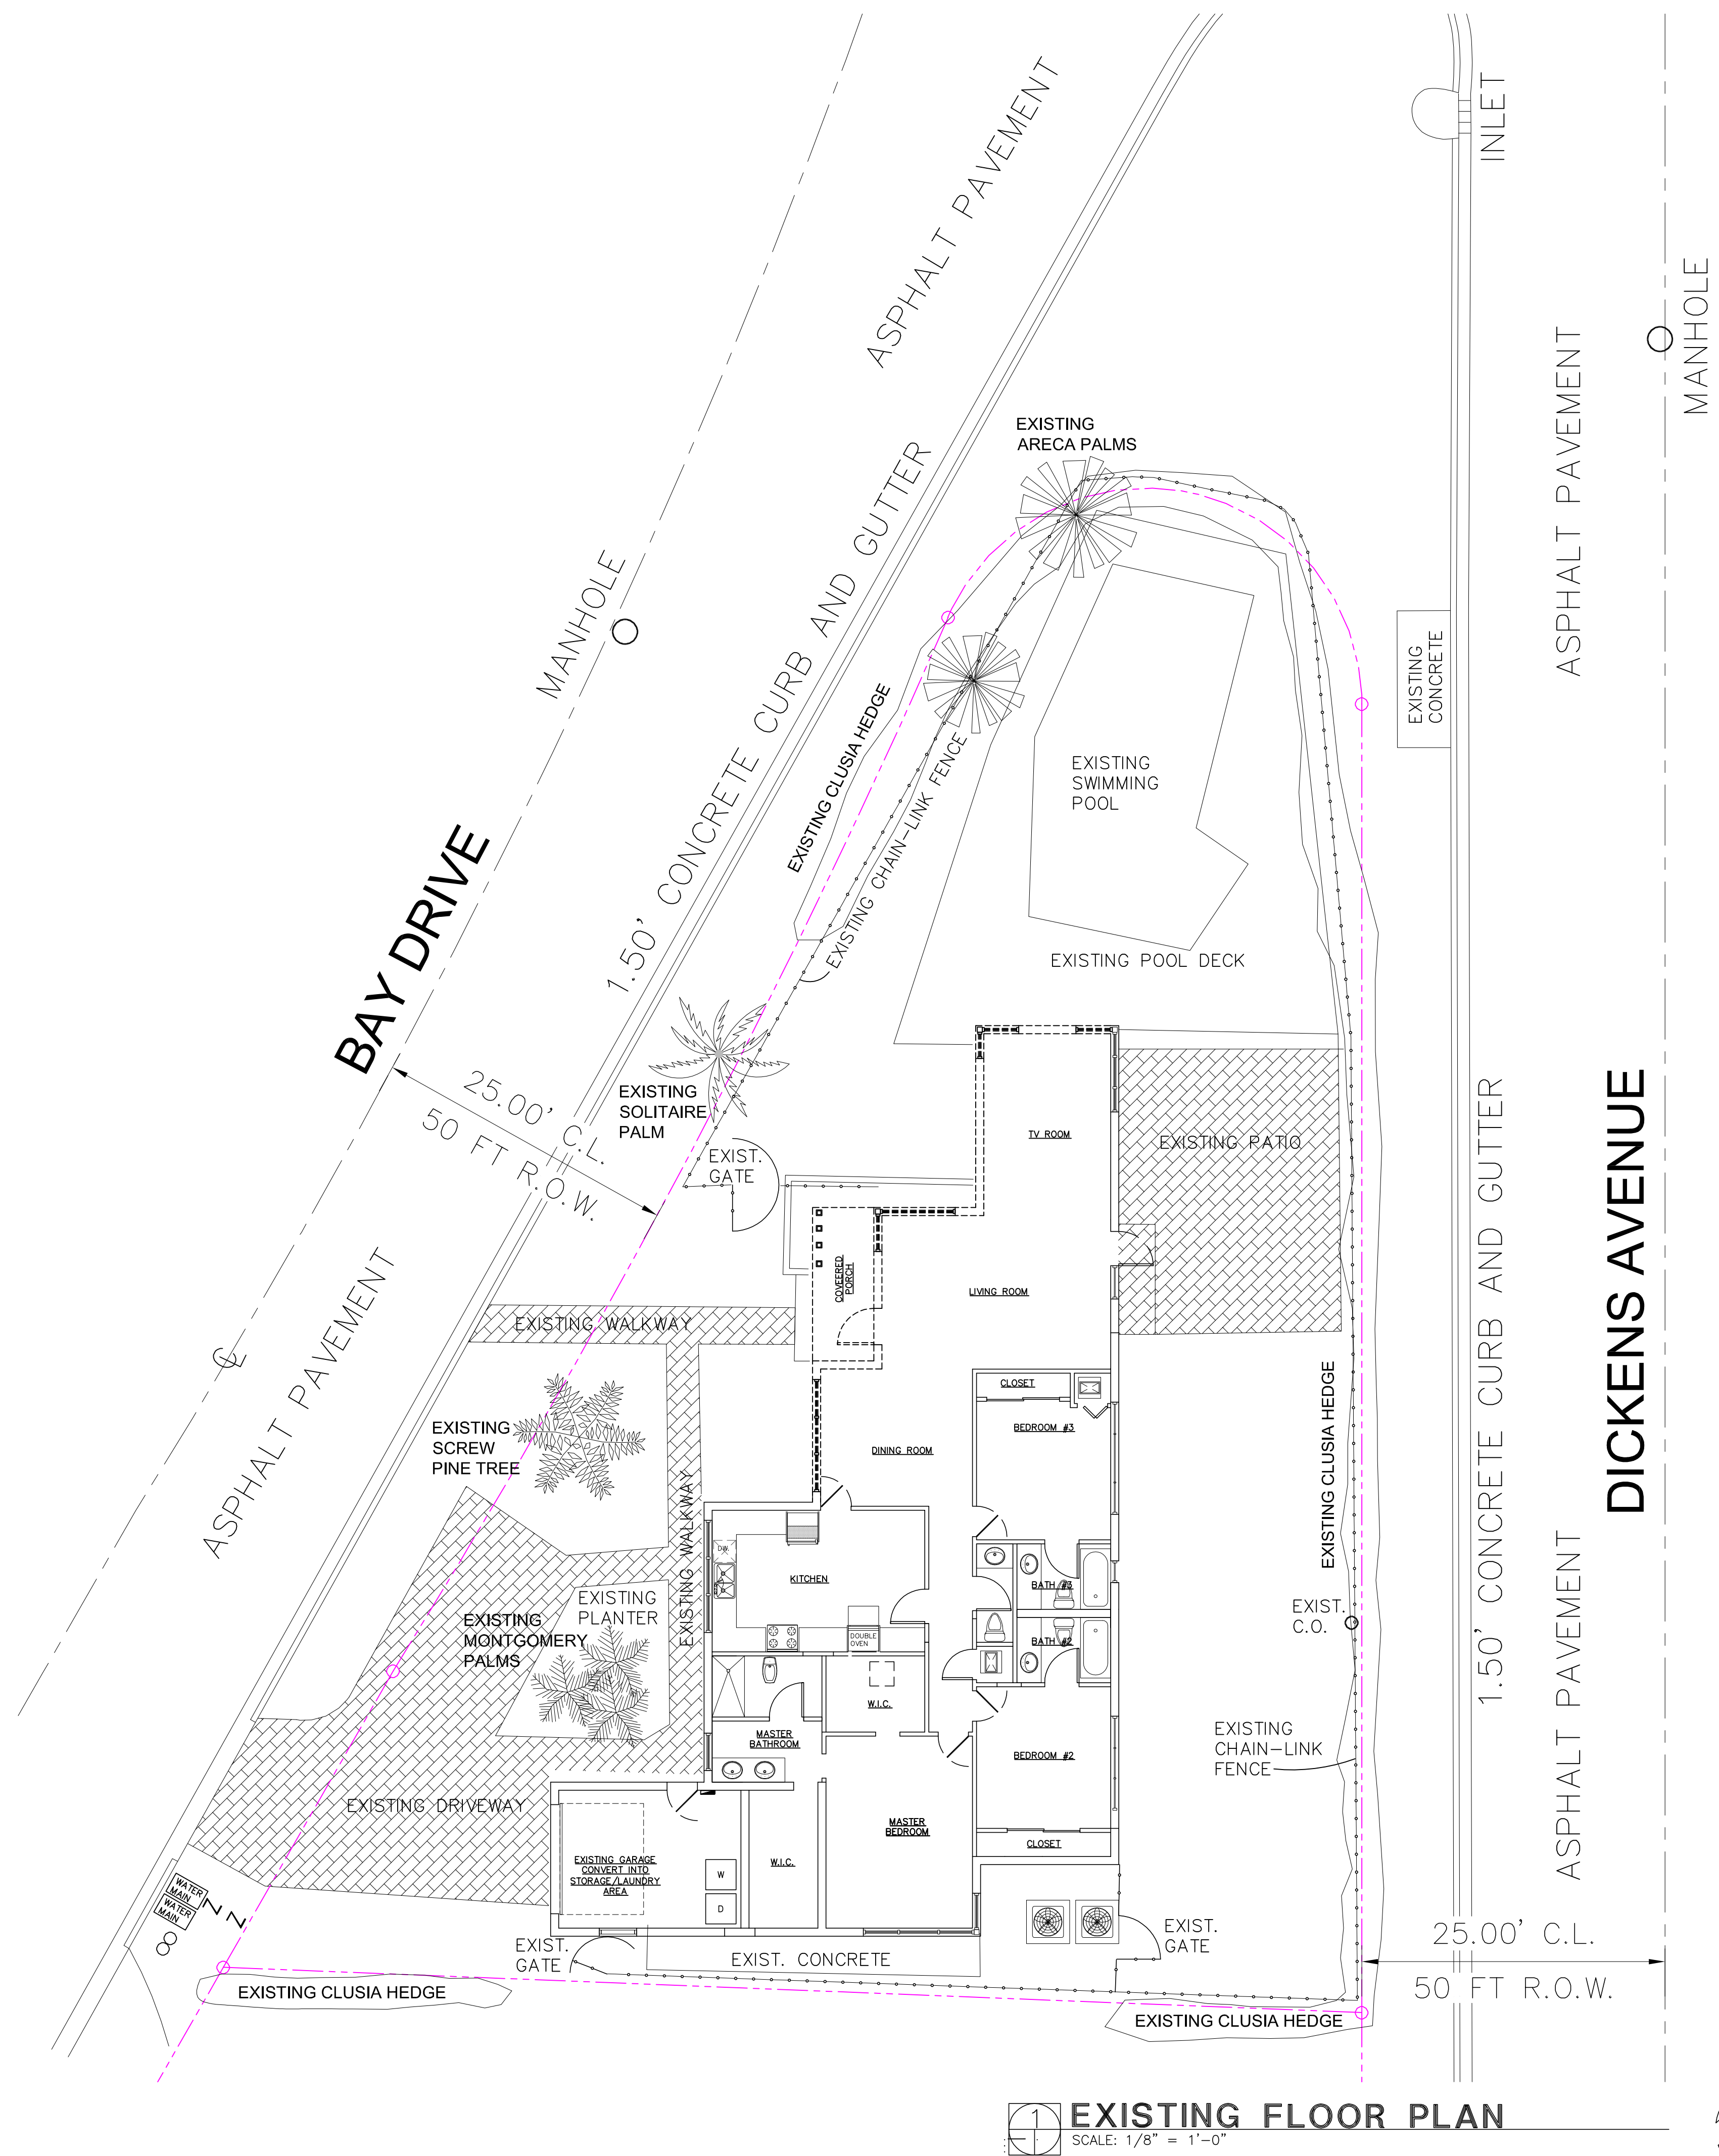 INLET
ASPHALT PAVEMENT
MANHOLE
ASPHALT PAVEMENT
EXISTING
ARECA PALMS
1.50' CONCRETE CURB AND GUTTER
MANHOLE
EXISTING
CONCRETE
EXISTING CLUSIA HEDGE
EXISTING CHAIN-LINK FENCE
EXISTING
SWIMMING
POOL
BAY DRIVE
EXISTING POOL DECK
25.00' C.L.
50 FT R.O.W.
EXISTING
SOLITAIRE
PALM
EXIST.
GATE
TV ROOM
EXISTING PATIO
1.50' CONCRETE CURB AND GUTTER
DICKENS AVENUE
COVEERED
PORCH
LIVING ROOM
ASPHALT PAVEMENT
EXISTING WALKWAY
CLOSET
BEDROOM #3
EXISTING CLUSIA HEDGE
EXISTING
SCREW
PINE TREE
DINING ROOM
EXISTING WALKWAY
DW.
KITCHEN
BATH #3
EXISTING
PLANTER
EXISTING
MONTGOMERY
PALMS
DOUBLE
OVEN
BATH #2
EXIST.
C.O.
ASPHALT PAVEMENT
W.I.C.
MASTER
BATHROOM
BEDROOM #2
EXISTING
CHAIN-LINK
FENCE
EXISTING DRIVEWAY
MASTER
BEDROOM
CLOSET
EXISTING GARAGE
CONVERT INTO
STORAGE/LAUNDRY
AREA
W.I.C.
W
D
WATER
MAIN
WATER
MAIN
EXIST.
GATE
EXIST. CONCRETE
EXIST.
GATE
25.00' C.L.
50 FT R.O.W.
EXISTING CLUSIA HEDGE
EXISTING CLUSIA HEDGE
1
EXISTING FLOOR PLAN
SCALE: 1/8" = 1'-0"